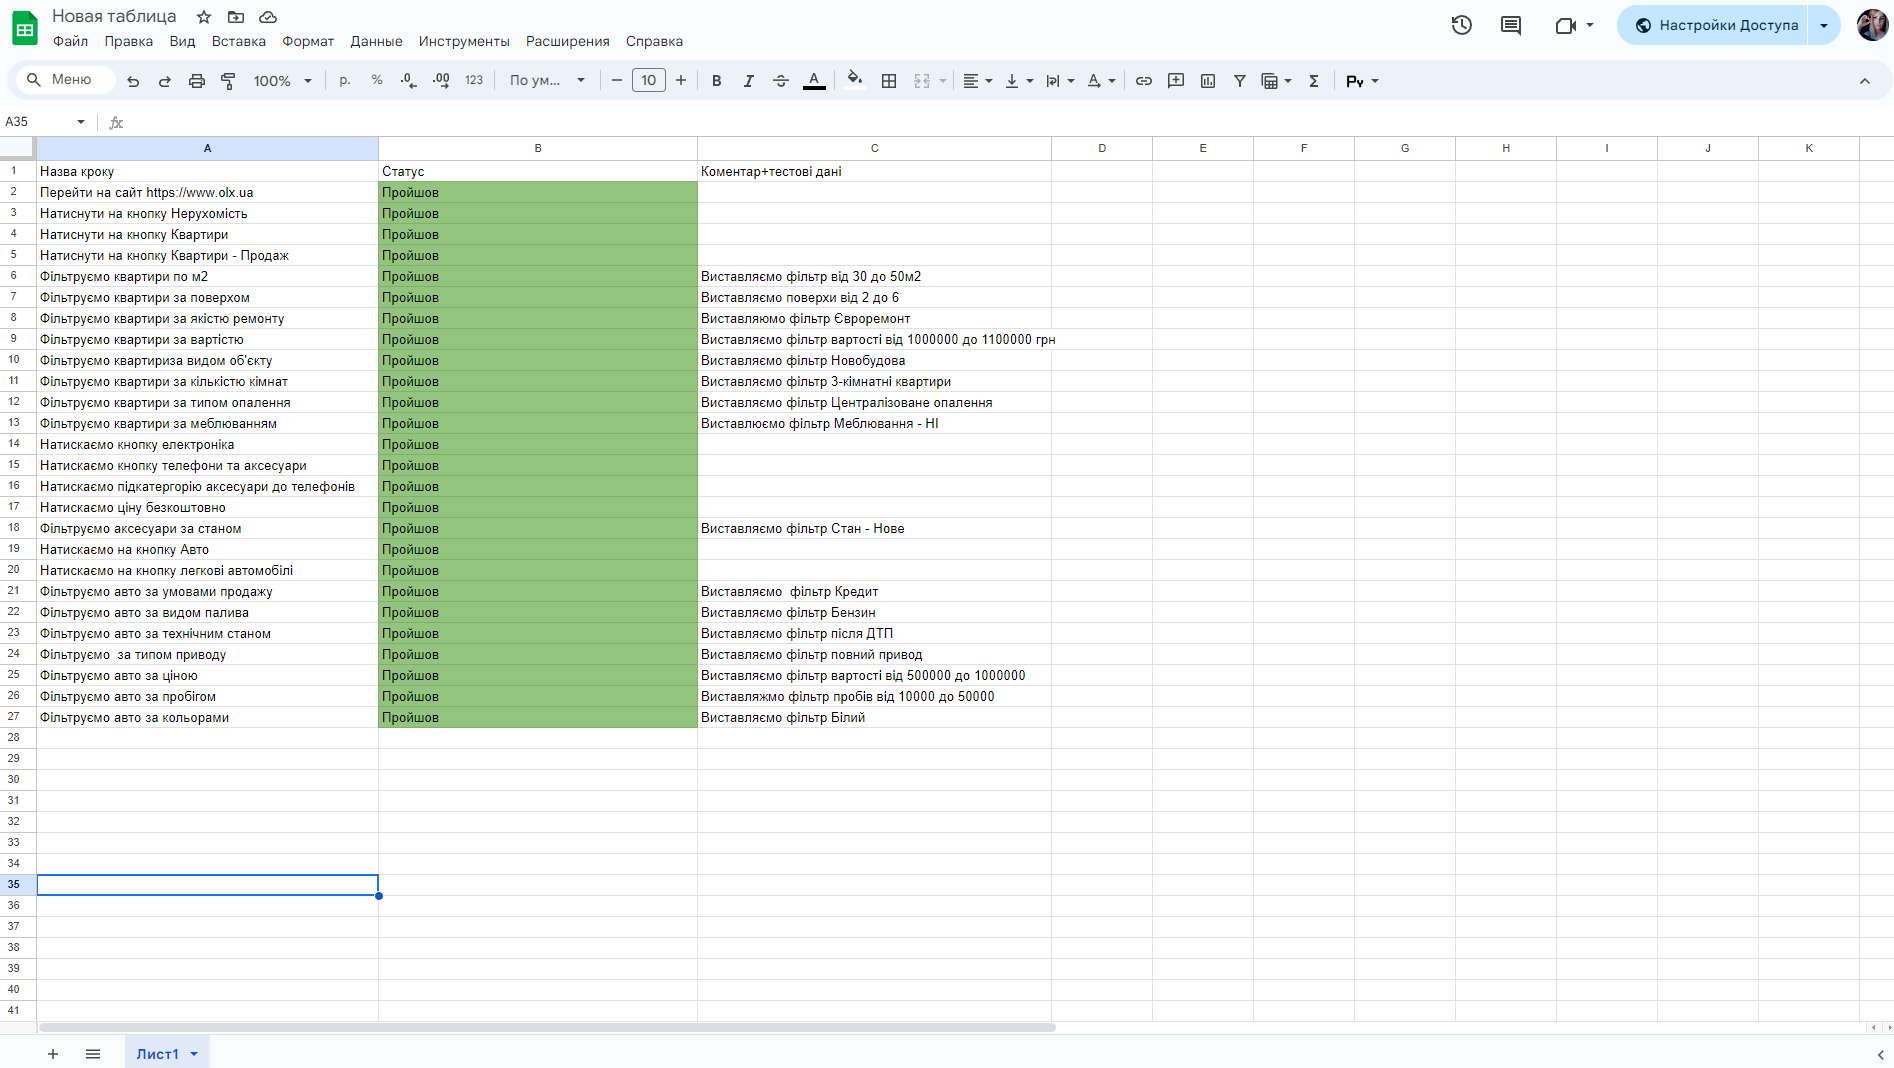 Новая таблица
Файл Правка Вид Вставка Формат Данные Инструменты Расширения Справка
Настройки Доступа
Меню 100% р. % .0 .00 123 По ум... 10 B I A
A35 fx
A B C D E F G H I J K
1 Назва кроку Статус Коментар+тестові дані
2 Перейти на сайт https://www.olx.ua Пройшов
3 Натиснути на кнопку Нерухомість Пройшов
4 Натиснути на кнопку Квартири Пройшов
5 Натиснути на кнопку Квартири - Продаж Пройшов
6 Фільтруємо квартири по м2 Пройшов Виставляємо фільтр від 30 до 50м2
7 Фільтруємо квартири за поверхом Пройшов Виставляємо поверхи від 2 до 6
8 Фільтруємо квартири за якістю ремонту Пройшов Виставляюмо фільтр Євроремонт
9 Фільтруємо квартири за вартістю Пройшов Виставляємо фільтр вартості від 1000000 до 1100000 грн
10 Фільтруємо квартириза видом об'єкту Пройшов Виставляємо фільтр Новобудова
11 Фільтруємо квартири за кількістю кімнат Пройшов Виставляємо фільтр 3-кімнатні квартири
12 Фільтруємо квартири за типом опалення Пройшов Виставляємо фільтр Централізоване опалення
13 Фільтруємо квартири за меблюванням Пройшов Виставлюємо фільтр Меблювання - НІ
14 Натискаємо кнопку електроніка Пройшов
15 Натискаємо кнопку телефони та аксесуари Пройшов
16 Натискаємо підкатергорію аксесуари до телефонів Пройшов
17 Натискаємо ціну безкоштовно Пройшов
18 Фільтруємо аксесуари за станом Пройшов Виставляємо фільтр Стан - Нове
19 Натискаємо на кнопку Авто Пройшов
20 Натискаємо на кнопку легкові автомобілі Пройшов
21 Фільтруємо авто за умовами продажу Пройшов Виставляємо  фільтр Кредит
22 Фільтруємо авто за видом палива Пройшов Виставляємо фільтр Бензин
23 Фільтруємо авто за технічним станом Пройшов Виставляємо фільтр після ДТП
24 Фільтруємо  за типом приводу Пройшов Виставляємо фільтр повний привод
25 Фільтруємо авто за ціною Пройшов Виставляємо фільтр вартості від 500000 до 1000000
26 Фільтруємо авто за пробігом Пройшов Виставляжмо фільтр пробів від 10000 до 50000
27 Фільтруємо авто за кольорами Пройшов Виставляємо фільтр Білий
28
29
30
31
32
33
34
35
36
37
38
39
40
41
Лист1